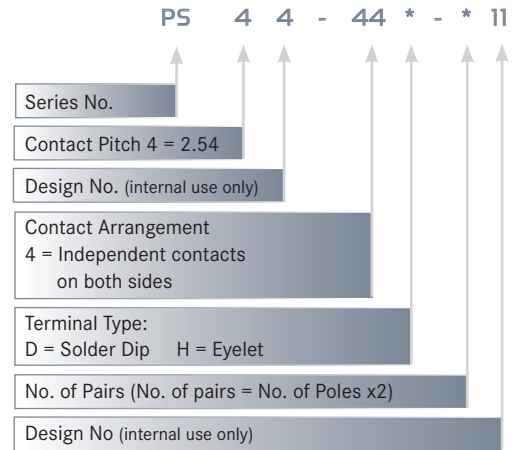 PS 4 4 - 44 * - * 11
Series No.
Contact Pitch 4 = 2.54
Design No. (internal use only)
Contact Arrangement
4 = Independent contacts
on both sides
Terminal Type:
D = Solder Dip H = Eyelet
No. of Pairs (No. of pairs = No. of Poles x2)
Design No (internal use only)